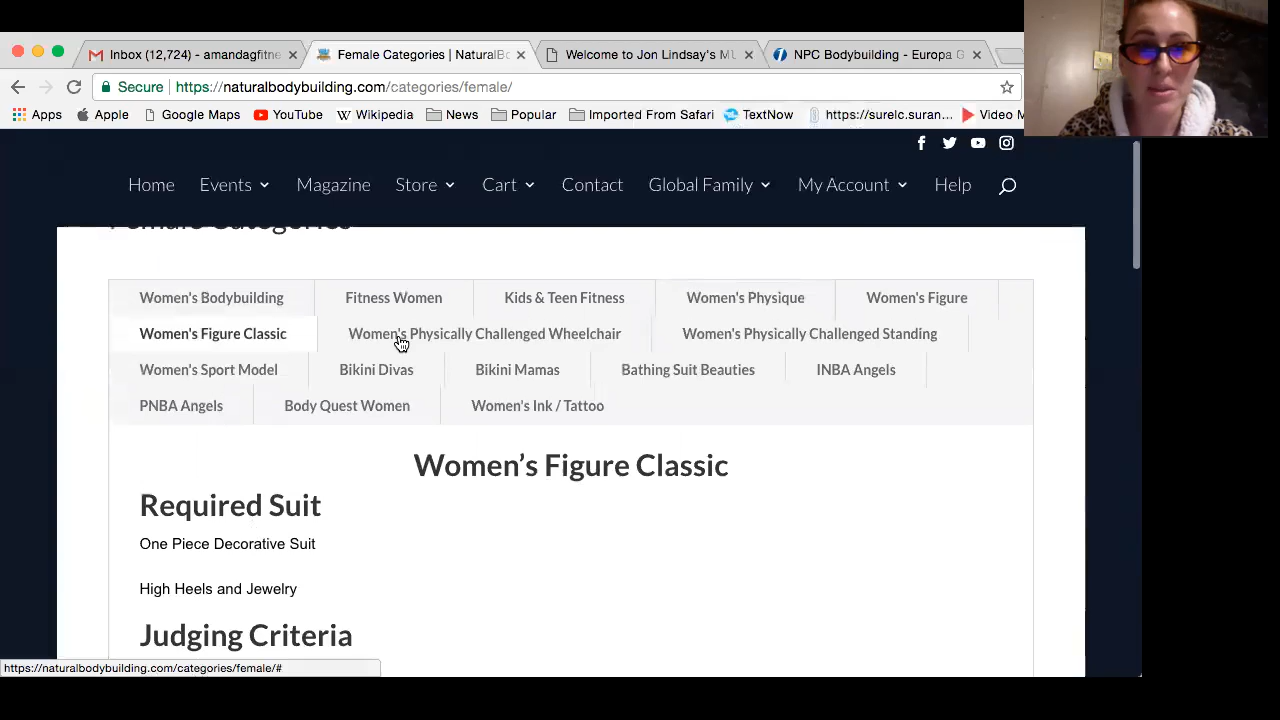 Inbox (12,724) - amandagfitne
Female Categories | NaturalBo
Welcome to Jon Lindsay's MU
NPC Bodybuilding - Europa G
Secure
https://naturalbodybuilding.com/categories/female/
Apps
Apple
Google Maps
YouTube
Wikipedia
News
Popular
Imported From Safari
TextNow
https://surelc.suran...
Video M
Home
Events
Magazine
Store
Cart
Contact
Global Family
My Account
Help
Female Categories
Women's Bodybuilding
Fitness Women
Kids & Teen Fitness
Women's Physique
Women's Figure
Women's Figure Classic
Women's Physically Challenged Wheelchair
Women's Physically Challenged Standing
Women's Sport Model
Bikini Divas
Bikini Mamas
Bathing Suit Beauties
INBA Angels
PNBA Angels
Body Quest Women
Women's Ink / Tattoo
Women's Figure Classic
Required Suit
One Piece Decorative Suit
High Heels and Jewelry
Judging Criteria
https://naturalbodybuilding.com/categories/female/#